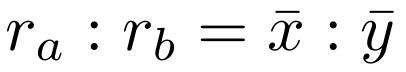 $r_a : r_b = \bar{x} : \bar{y}$